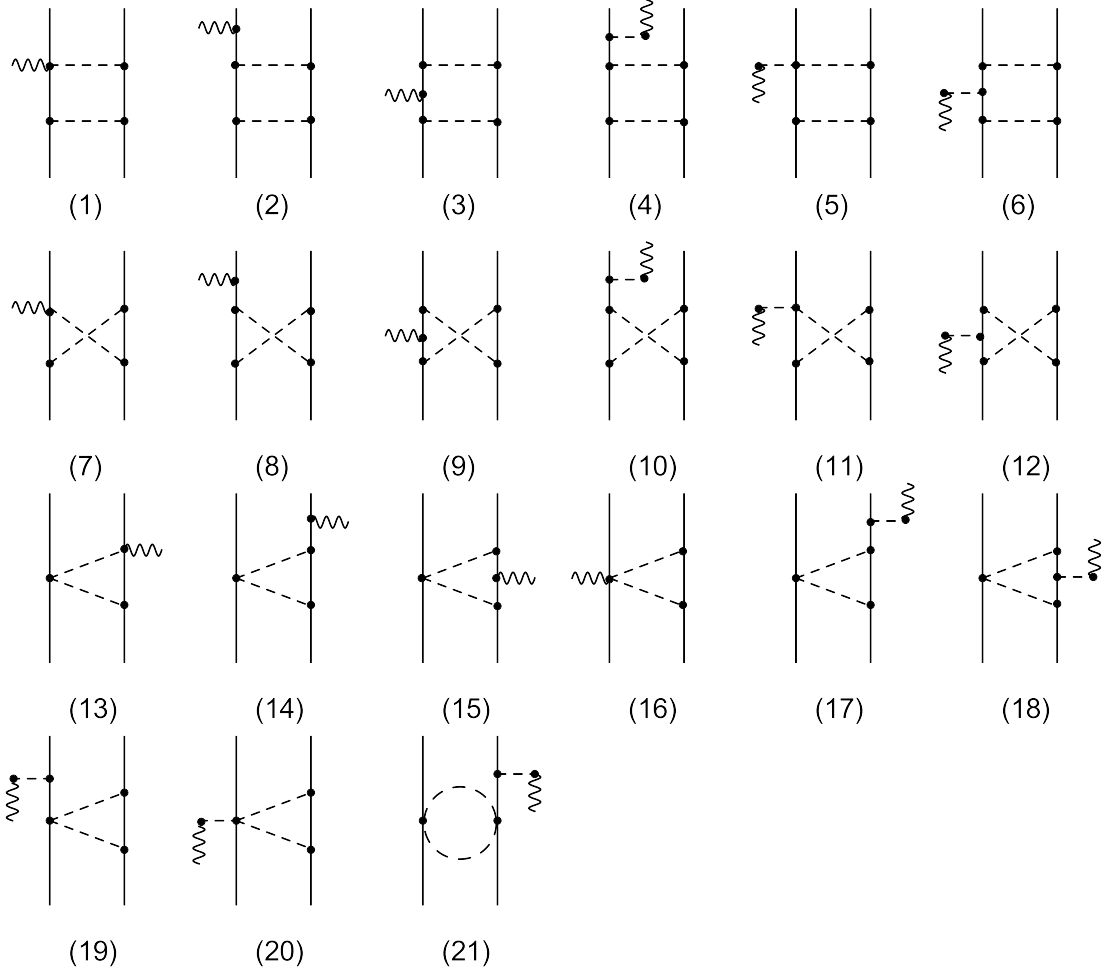 (1) (2) (3) (4) (5) (6)
(7) (8) (9) (10) (11) (12)
(13) (14) (15) (16) (17) (18)
(19) (20) (21)